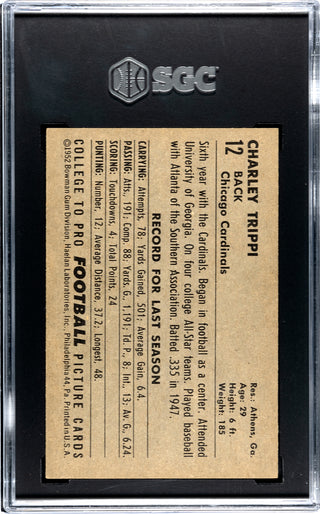 SGC
CHARLEY TRIPPI
12 BACK
Chicago Cardinals
Res.: Athens, Ga.
Age: 29
Height: 6 ft.
Weight: 185
Sixth year with the Cardinals. Began in football as a center. Attended
University of Georgia. On four college All-Star teams. Played baseball
with Atlanta of the Southern Association. Batted .335 in 1947.
RECORD FOR LAST SEASON
CARRYING: Attempts, 78; Yards Gained, 501; Average Gain, 6.4.
PASSING: Atts., 191; Comp. 88; Yards. G., 1,191; Td. P., 8; Int., 13; Av. G., 6.24.
SCORING: Touchdowns, 4; Total Points, 24
PUNTING: Number, 12; Average Distance, 37.2; Longest, 48.
COLLEGE TO PRO FOOTBALL PICTURE CARDS
©1952 Bowman Gum Division, Haelan Laboratories, Inc., Philadelphia 44, Pa. Printed in U.S.A.